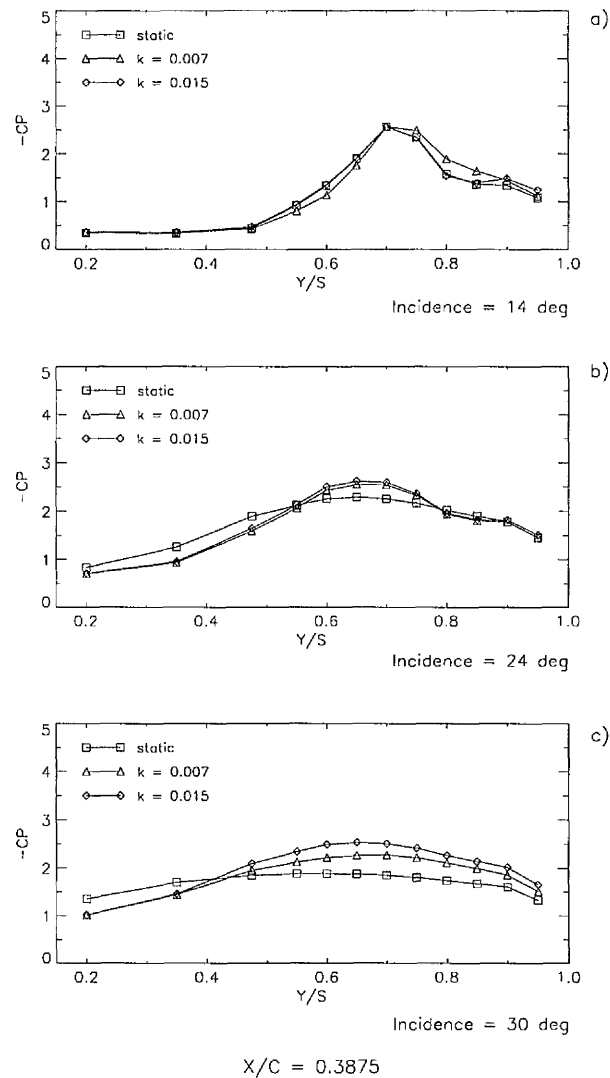 a)
5
4
3
2
1
0
-CP
static
k = 0.007
k = 0.015
0.2 0.4 0.6 0.8 1.0
Y/S
Incidence = 14 deg
b)
5
4
3
2
1
0
-CP
static
k = 0.007
k = 0.015
0.2 0.4 0.6 0.8 1.0
Y/S
Incidence = 24 deg
c)
5
4
3
2
1
0
-CP
static
k = 0.007
k = 0.015
0.2 0.4 0.6 0.8 1.0
Y/S
Incidence = 30 deg
X/C = 0.3875